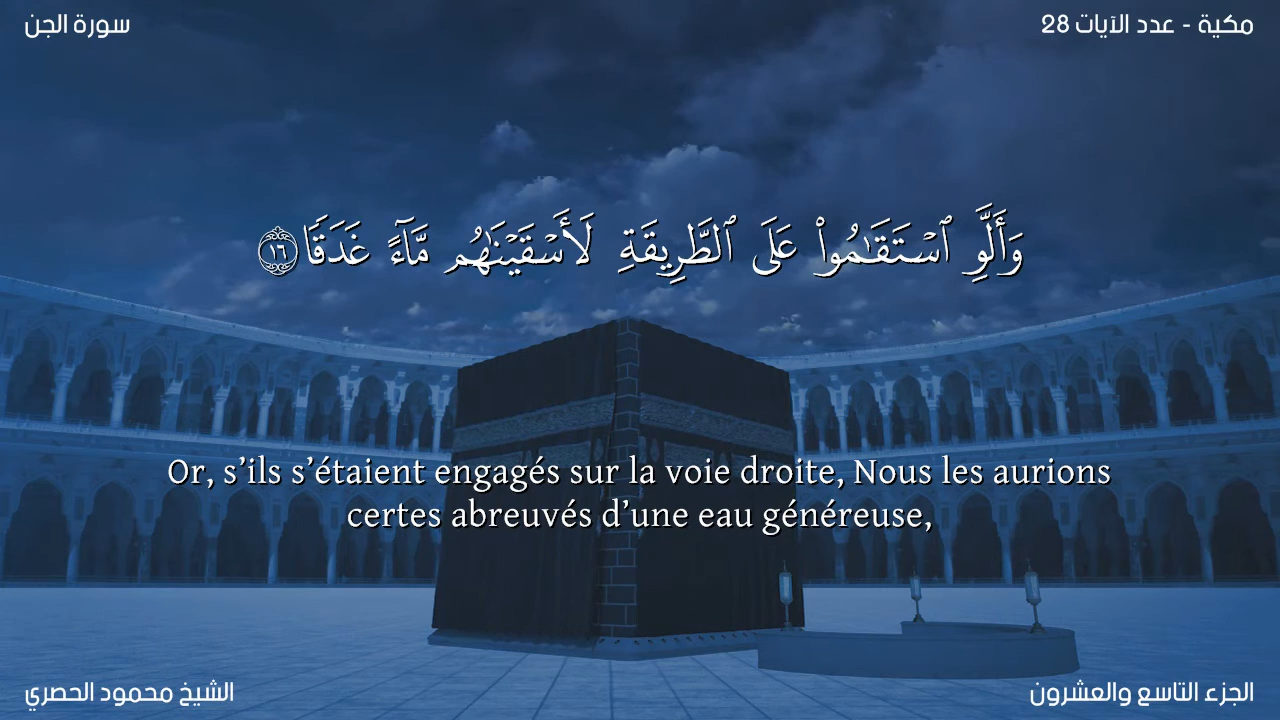 سورة الجن
مكية - عدد الآيات 28
وَأَلَّوِ ٱسْتَقَـٰمُوا۟ عَلَى ٱلطَّرِيقَةِ لَأَسْقَيْنَـٰهُم مَّآءً غَدَقًا ١٦
Or, s’ils s’étaient engagés sur la voie droite, Nous les aurions
certes abreuvés d’une eau généreuse,
الشيخ محمود الحصري
الجزء التاسع والعشرون